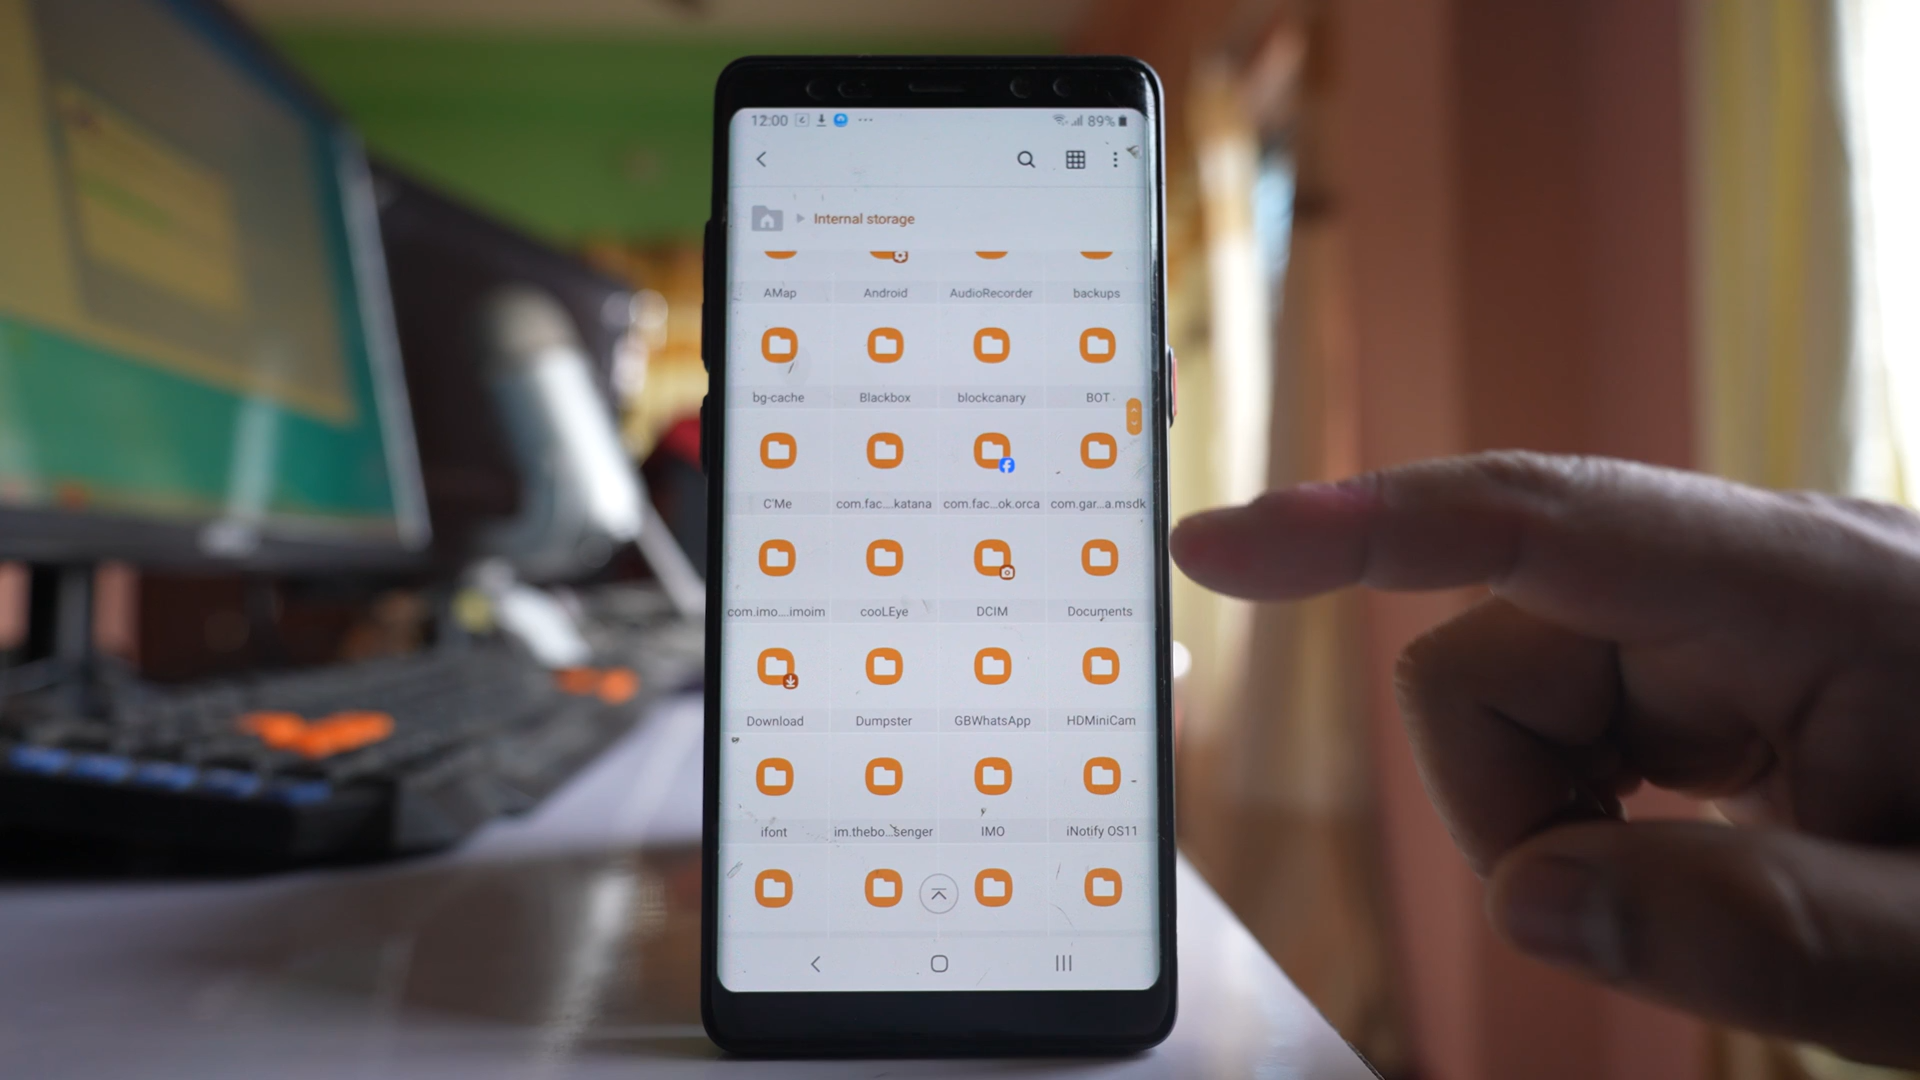 12:00 89%
Internal storage
AMap Android AudioRecorder backups
bg-cache Blackbox blockcanary BOT
C'Me com.fac....katana com.fac...ok.orca com.gar...a.msdk
com.imo....imoim cooLEye DCIM Documents
Download Dumpster GBWhatsApp HDMiniCam
ifont im.thebo...senger IMO iNotify OS11